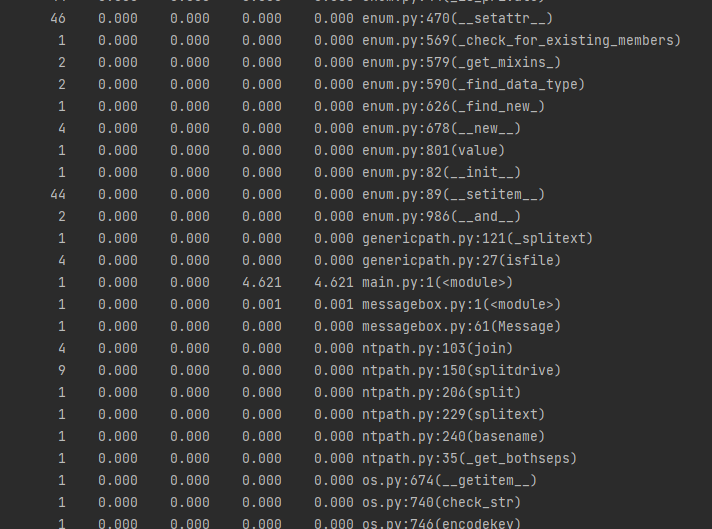 46 0.000 0.000 0.000 0.000 enum.py:470(__setattr__)
1 0.000 0.000 0.000 0.000 enum.py:569(_check_for_existing_members)
2 0.000 0.000 0.000 0.000 enum.py:579(_get_mixins_)
2 0.000 0.000 0.000 0.000 enum.py:590(_find_data_type)
1 0.000 0.000 0.000 0.000 enum.py:626(_find_new_)
4 0.000 0.000 0.000 0.000 enum.py:678(__new__)
1 0.000 0.000 0.000 0.000 enum.py:801(value)
1 0.000 0.000 0.000 0.000 enum.py:82(__init__)
44 0.000 0.000 0.000 0.000 enum.py:89(__setitem__)
2 0.000 0.000 0.000 0.000 enum.py:986(__and__)
1 0.000 0.000 0.000 0.000 genericpath.py:121(_splitext)
4 0.000 0.000 0.000 0.000 genericpath.py:27(isfile)
1 0.000 0.000 4.621 4.621 main.py:1(<module>)
1 0.000 0.000 0.001 0.001 messagebox.py:1(<module>)
1 0.000 0.000 0.000 0.000 messagebox.py:61(Message)
4 0.000 0.000 0.000 0.000 ntpath.py:103(join)
9 0.000 0.000 0.000 0.000 ntpath.py:150(splitdrive)
1 0.000 0.000 0.000 0.000 ntpath.py:206(split)
1 0.000 0.000 0.000 0.000 ntpath.py:229(splitext)
1 0.000 0.000 0.000 0.000 ntpath.py:240(basename)
1 0.000 0.000 0.000 0.000 ntpath.py:35(_get_bothseps)
1 0.000 0.000 0.000 0.000 os.py:674(__getitem__)
1 0.000 0.000 0.000 0.000 os.py:740(check_str)
1 0.000 0.000 0.000 0.000 os.py:746(encodekey)